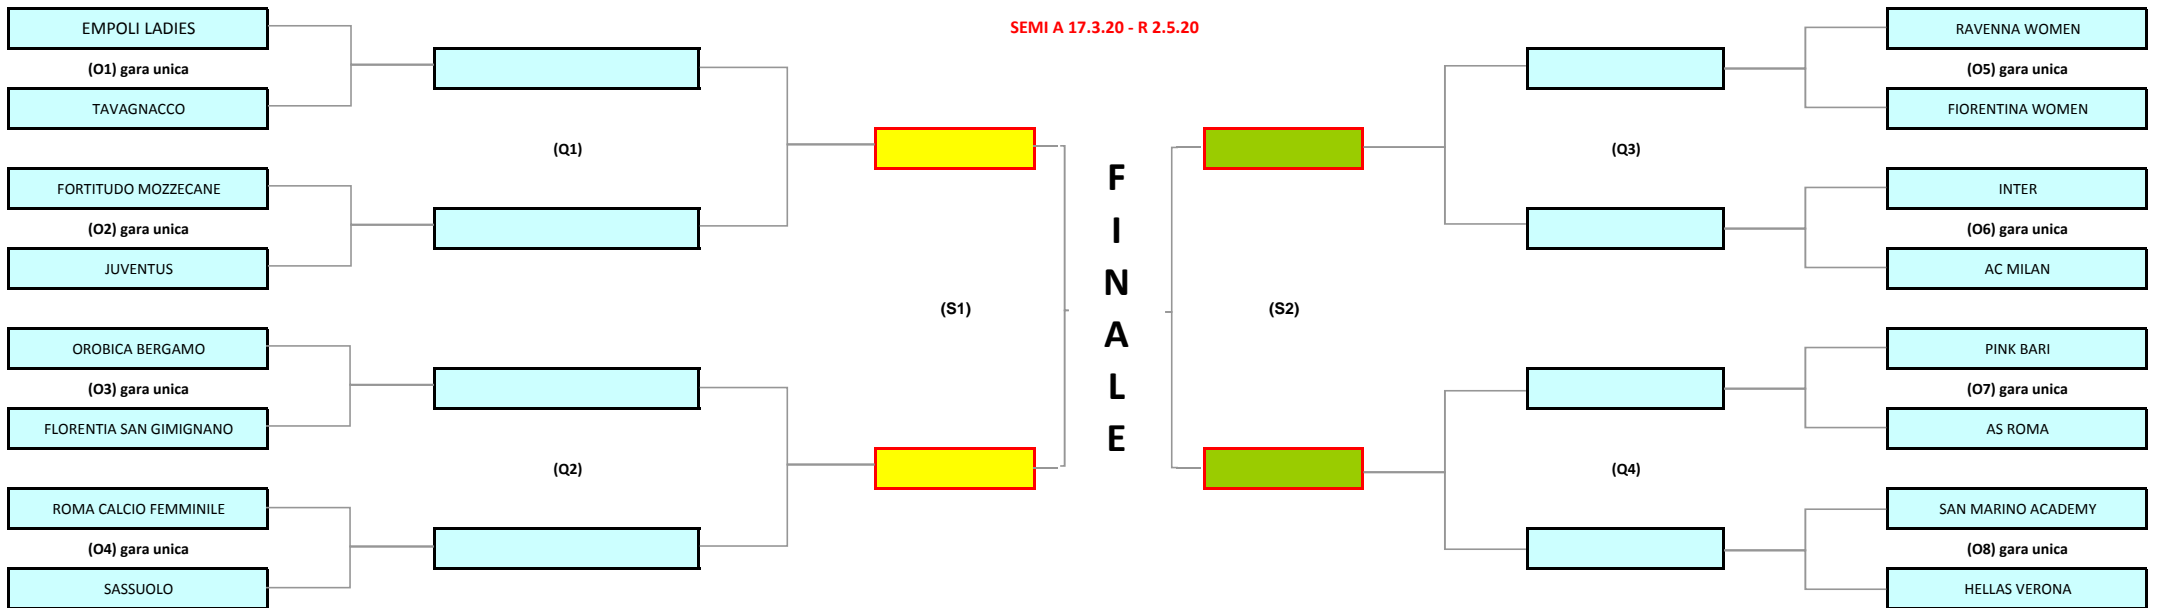 SEMI A 17.3.20 - R 2.5.20
EMPOLI LADIES
(O1) gara unica
TAVAGNACCO
(Q1)
FORTITUDO MOZZECANE
(O2) gara unica
JUVENTUS
(S1)
OROBICA BERGAMO
(O3) gara unica
FLORENTIA SAN GIMIGNANO
(Q2)
ROMA CALCIO FEMMINILE
(O4) gara unica
SASSUOLO
F
I
N
A
L
E
RAVENNA WOMEN
(O5) gara unica
FIORENTINA WOMEN
(Q3)
INTER
(O6) gara unica
AC MILAN
(S2)
PINK BARI
(O7) gara unica
AS ROMA
(Q4)
SAN MARINO ACADEMY
(O8) gara unica
HELLAS VERONA